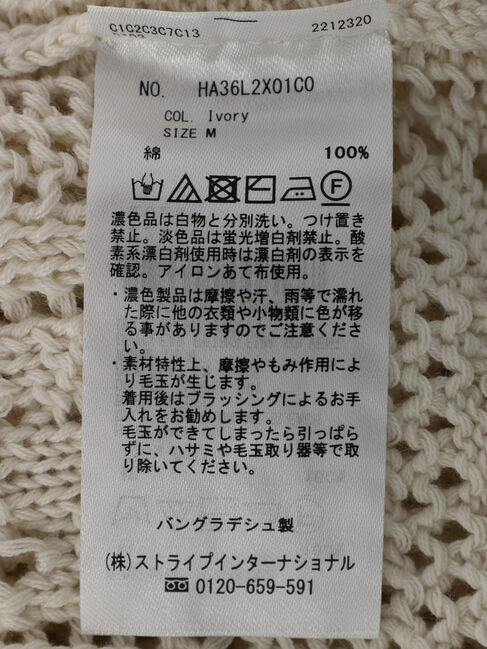 C1C2C3C7C13 2212320
NO. HA36L2X01C0
COL. Ivory
SIZE M
綿 100%
F
濃色品は白物と分別洗い。つけ置き
禁止。淡色品は蛍光増白剤禁止。酸
素系漂白剤使用時は漂白剤の表示を
確認。アイロンあて布使用。
・濃色製品は摩擦や汗、雨等で濡れ
た際に他の衣類や小物類に色が移
る事がありますのでご注意くださ
い。
・素材特性上、摩擦やもみ作用によ
り毛玉が生じます。
着用後はブラッシングによるお手
入れをお勧めします。
毛玉ができてしまったら引っぱら
ずに、ハサミや毛玉取り器等で取
り除いてください。
バングラデシュ製
(株)ストライプインターナショナル
0120-659-591